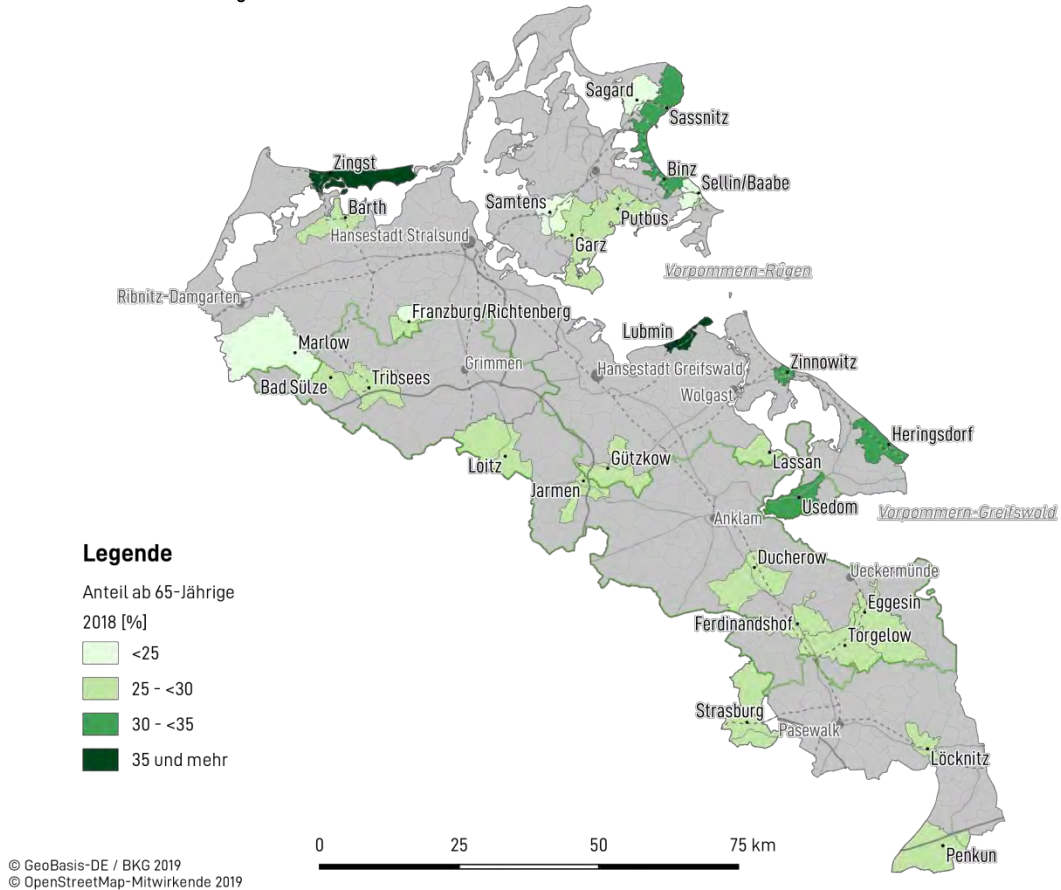 Sagard
Sassnitz
Zingst
Binz
Sellin/Baabe
Barth
Samtens
Putbus
Hansestadt Stralsund
Garz
Vorpommern-Rügen
Ribnitz-Damgarten
Franzburg/Richtenberg
Lubmin
Marlow
Grimmen
Hansestadt Greifswald
Zinnowitz
Bad Sülze
Tribsees
Wolgast
Heringsdorf
Loitz
Gützkow
Lassan
Jarmen
Usedom
Vorpommern-Greifswald
Anklam
Legende
Anteil ab 65-Jährige
2018 [%]
<25
25 - <30
30 - <35
35 und mehr
Ducherow
Ueckermünde
Eggesin
Ferdinandshof
Torgelow
Strasburg
Pasewalk
Löcknitz
Penkun
0 25 50 75 km
© GeoBasis-DE / BKG 2019
© OpenStreetMap-Mitwirkende 2019